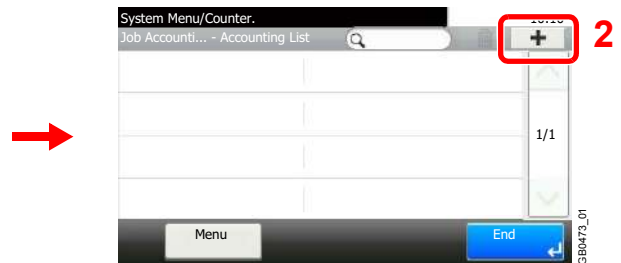 System Menu/Counter.
Job Accounti... - Accounting List
+
2
1/1
Menu
End
GB0473_01